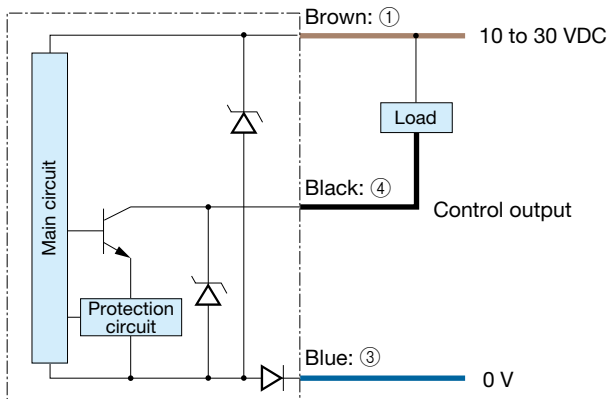 Brown: ①
10 to 30 VDC
Load
Black: ④
Control output
Main circuit
Protection
circuit
Blue: ③
0 V